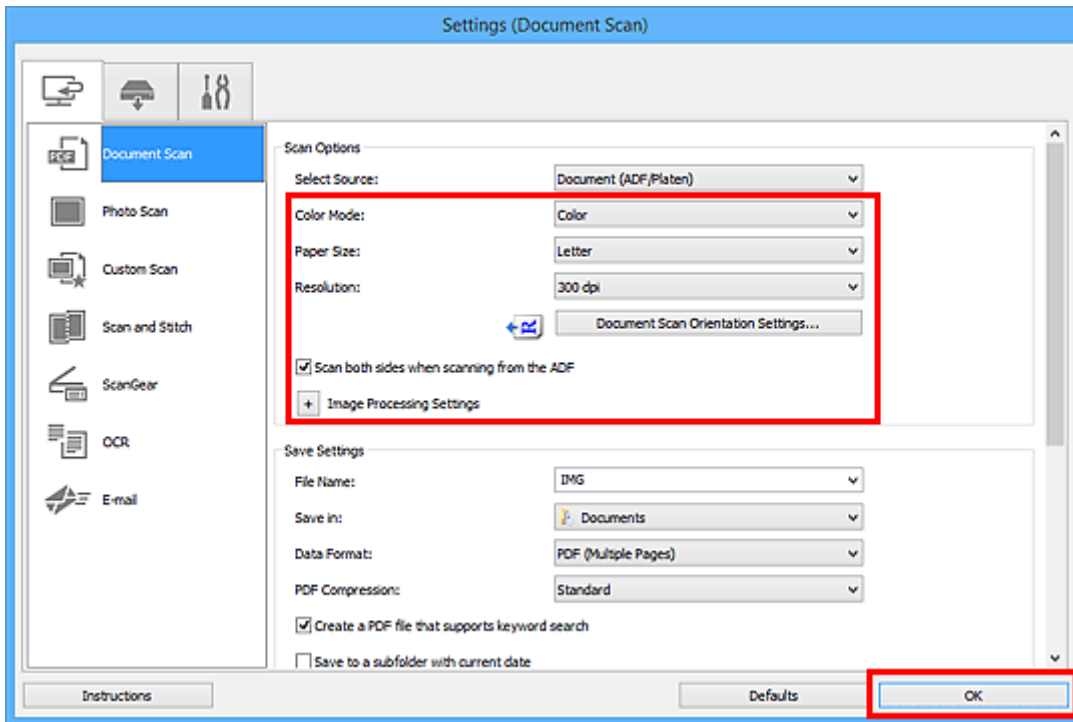 Settings (Document Scan)
PDF
Document Scan
Photo Scan
Custom Scan
Scan and Stitch
ScanGear
OCR
E-mail
Scan Options
Select Source: Document (ADF/Platen)
Color Mode: Color
Paper Size: Letter
Resolution: 300 dpi
R Document Scan Orientation Settings...
Scan both sides when scanning from the ADF
+ Image Processing Settings
Save Settings
File Name: IMG
Save in: Documents
Data Format: PDF (Multiple Pages)
PDF Compression: Standard
Create a PDF file that supports keyword search
Save to a subfolder with current date
Instructions Defaults OK